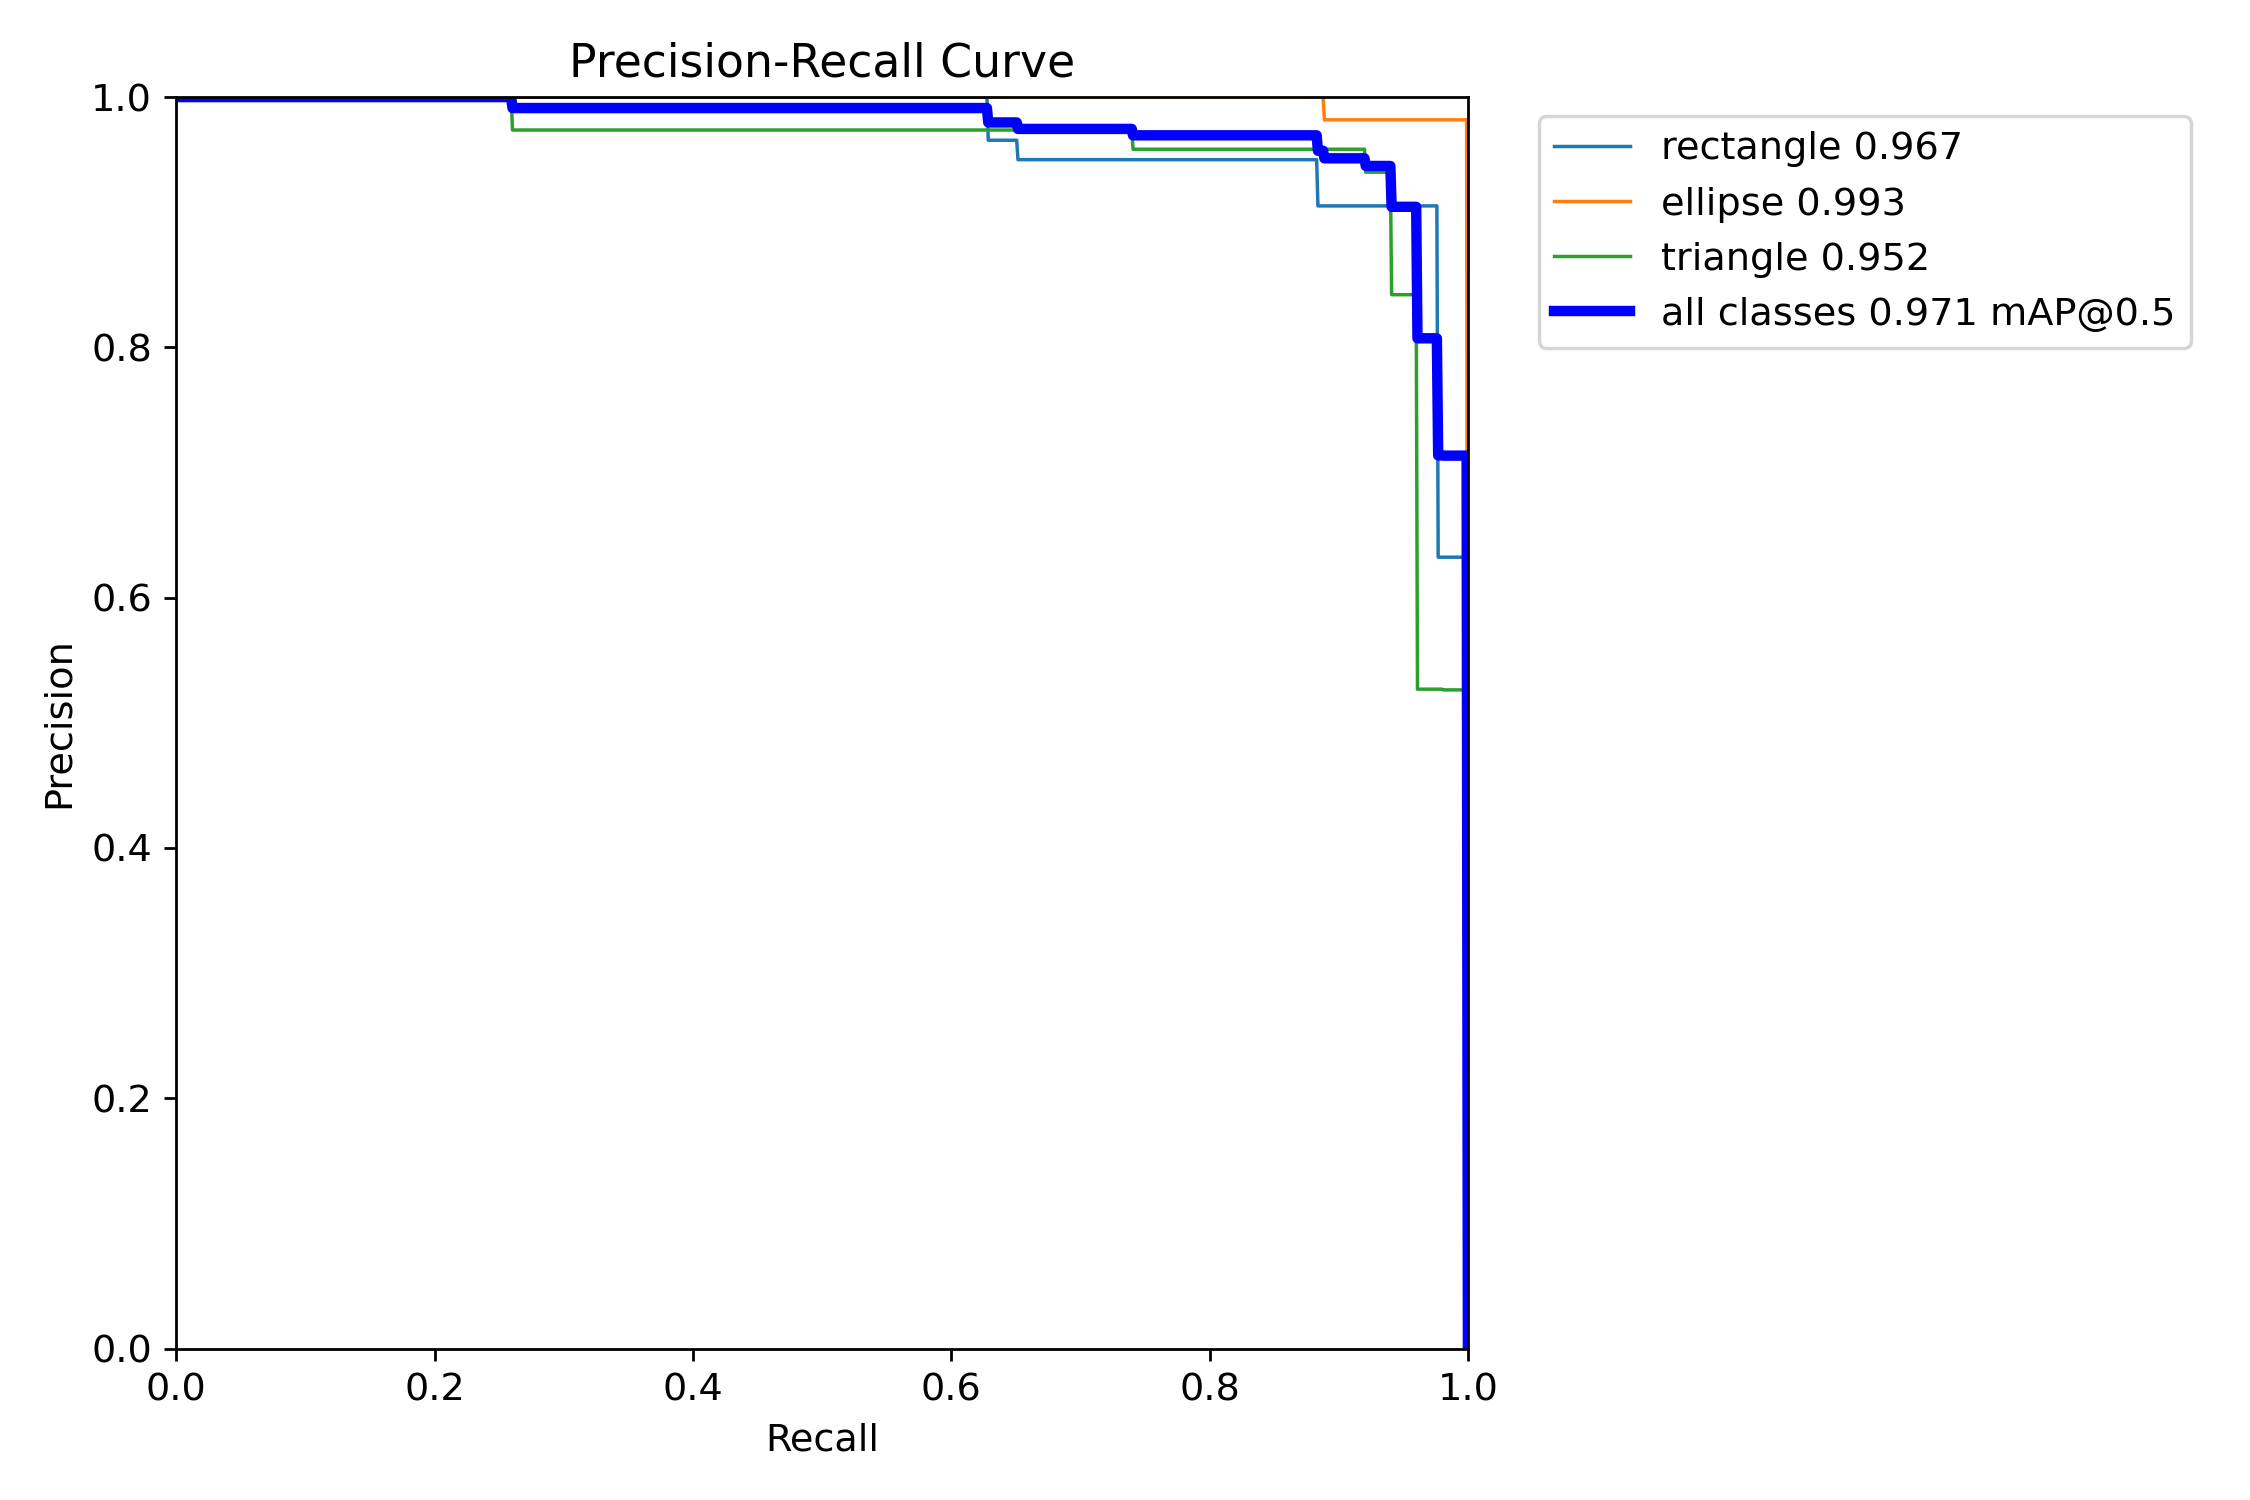 Precision-Recall Curve
1.0
0.8
0.6
0.4
0.2
0.0
Precision
0.0 0.2 0.4 0.6 0.8 1.0
Recall
rectangle 0.967
ellipse 0.993
triangle 0.952
all classes 0.971 mAP@0.5